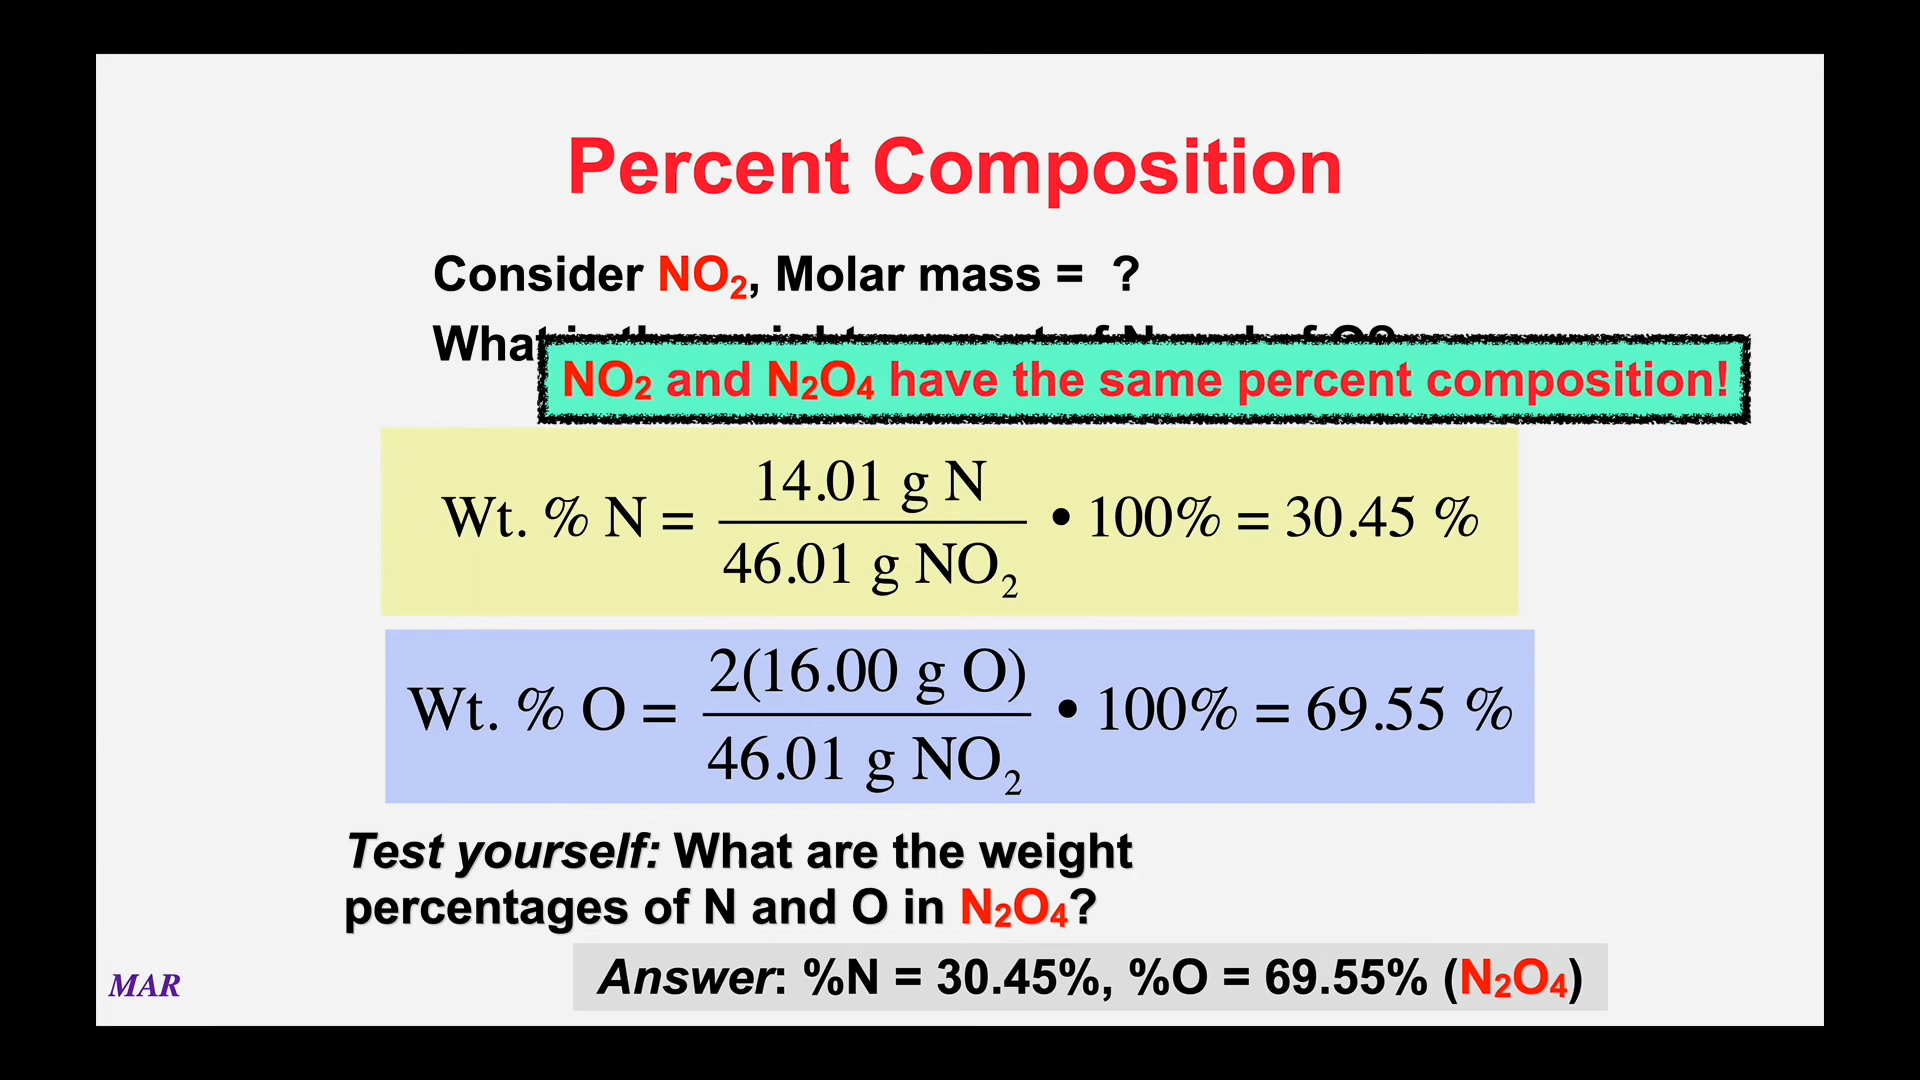 Percent Composition
Consider NO₂, Molar mass = ?
What
NO₂ and N₂O₄ have the same percent composition!
Wt. % N = 14.01 g N / 46.01 g NO₂ • 100% = 30.45 %
Wt. % O = 2(16.00 g O) / 46.01 g NO₂ • 100% = 69.55 %
Test yourself: What are the weight
percentages of N and O in N₂O₄?
Answer: %N = 30.45%, %O = 69.55% (N₂O₄)
MAR